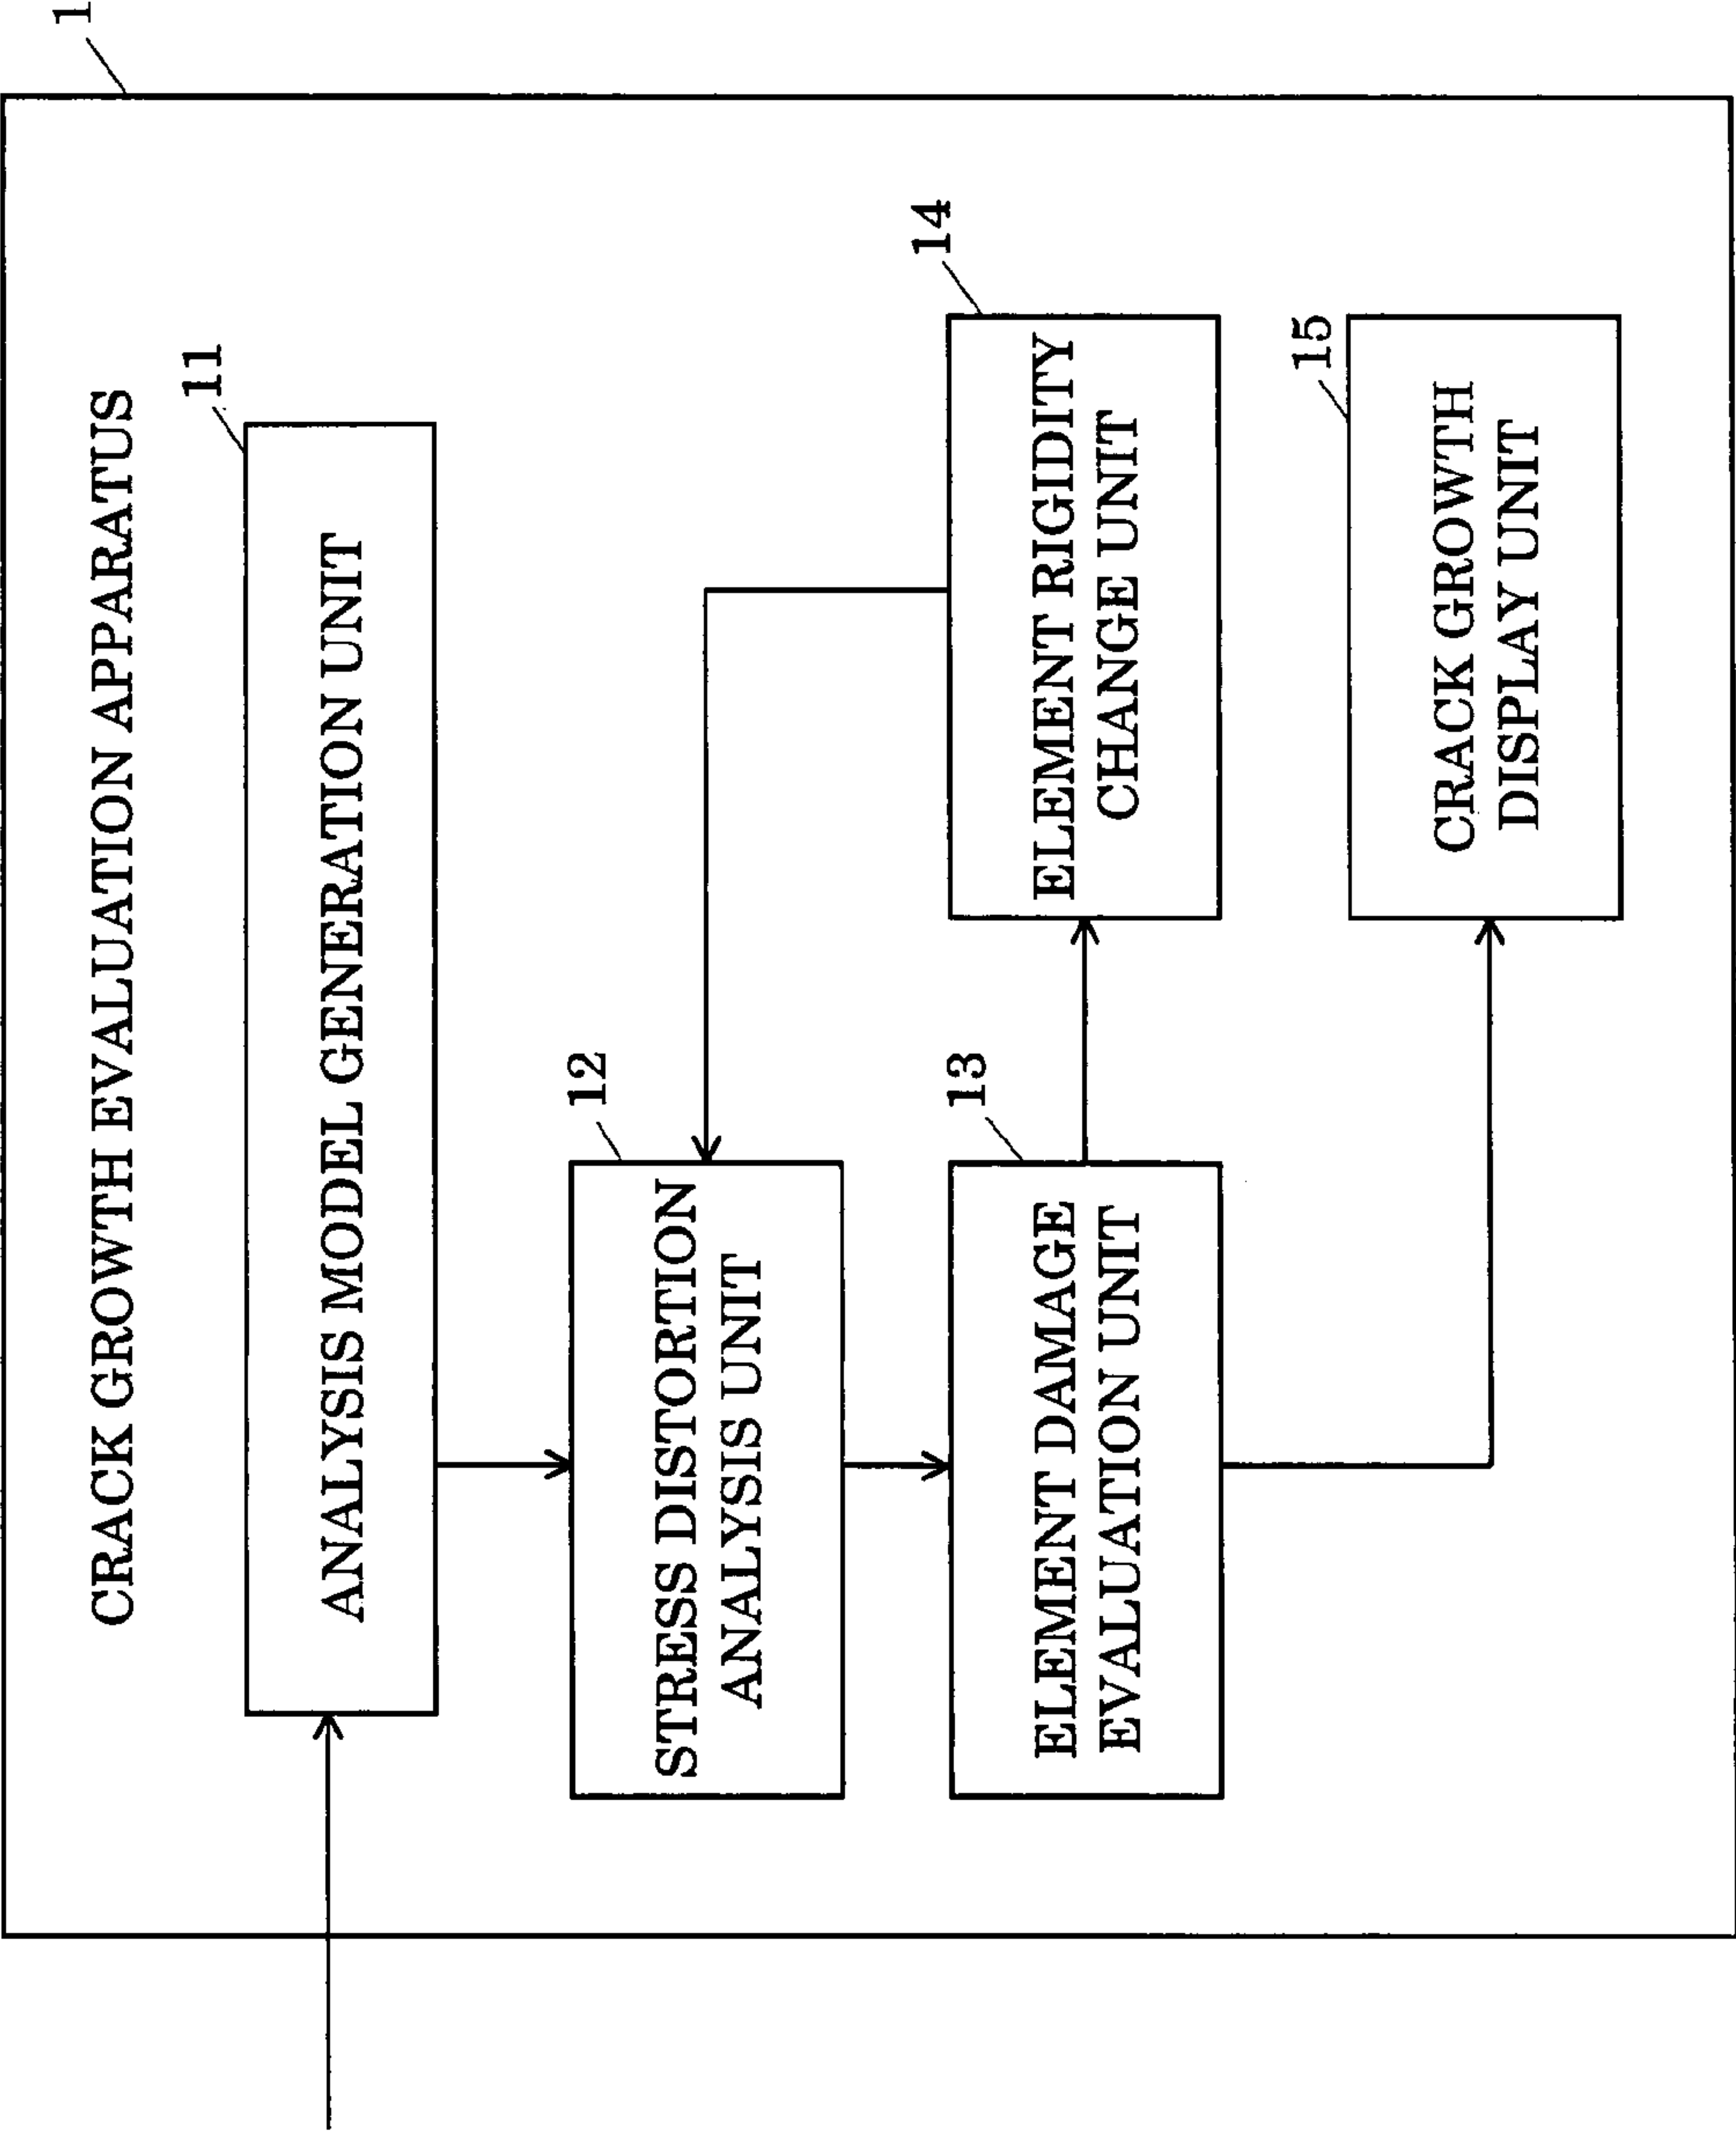 1
CRACK GROWTH EVALUATION APPARATUS
11
ANALYSIS MODEL GENERATION UNIT
12
STRESS DISTORTION
ANALYSIS UNIT
13
ELEMENT DAMAGE
EVALUATION UNIT
14
ELEMENT RIGIDITY
CHANGE UNIT
15
CRACK GROWTH
DISPLAY UNIT